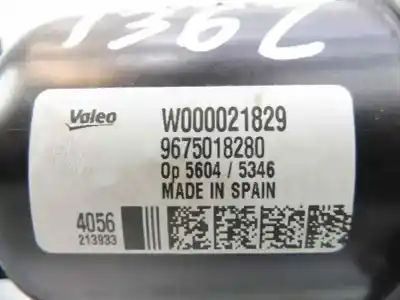 136C
Valeo
W000021829
9675018280
Op 5604 / 5346
MADE IN SPAIN
4056
213933